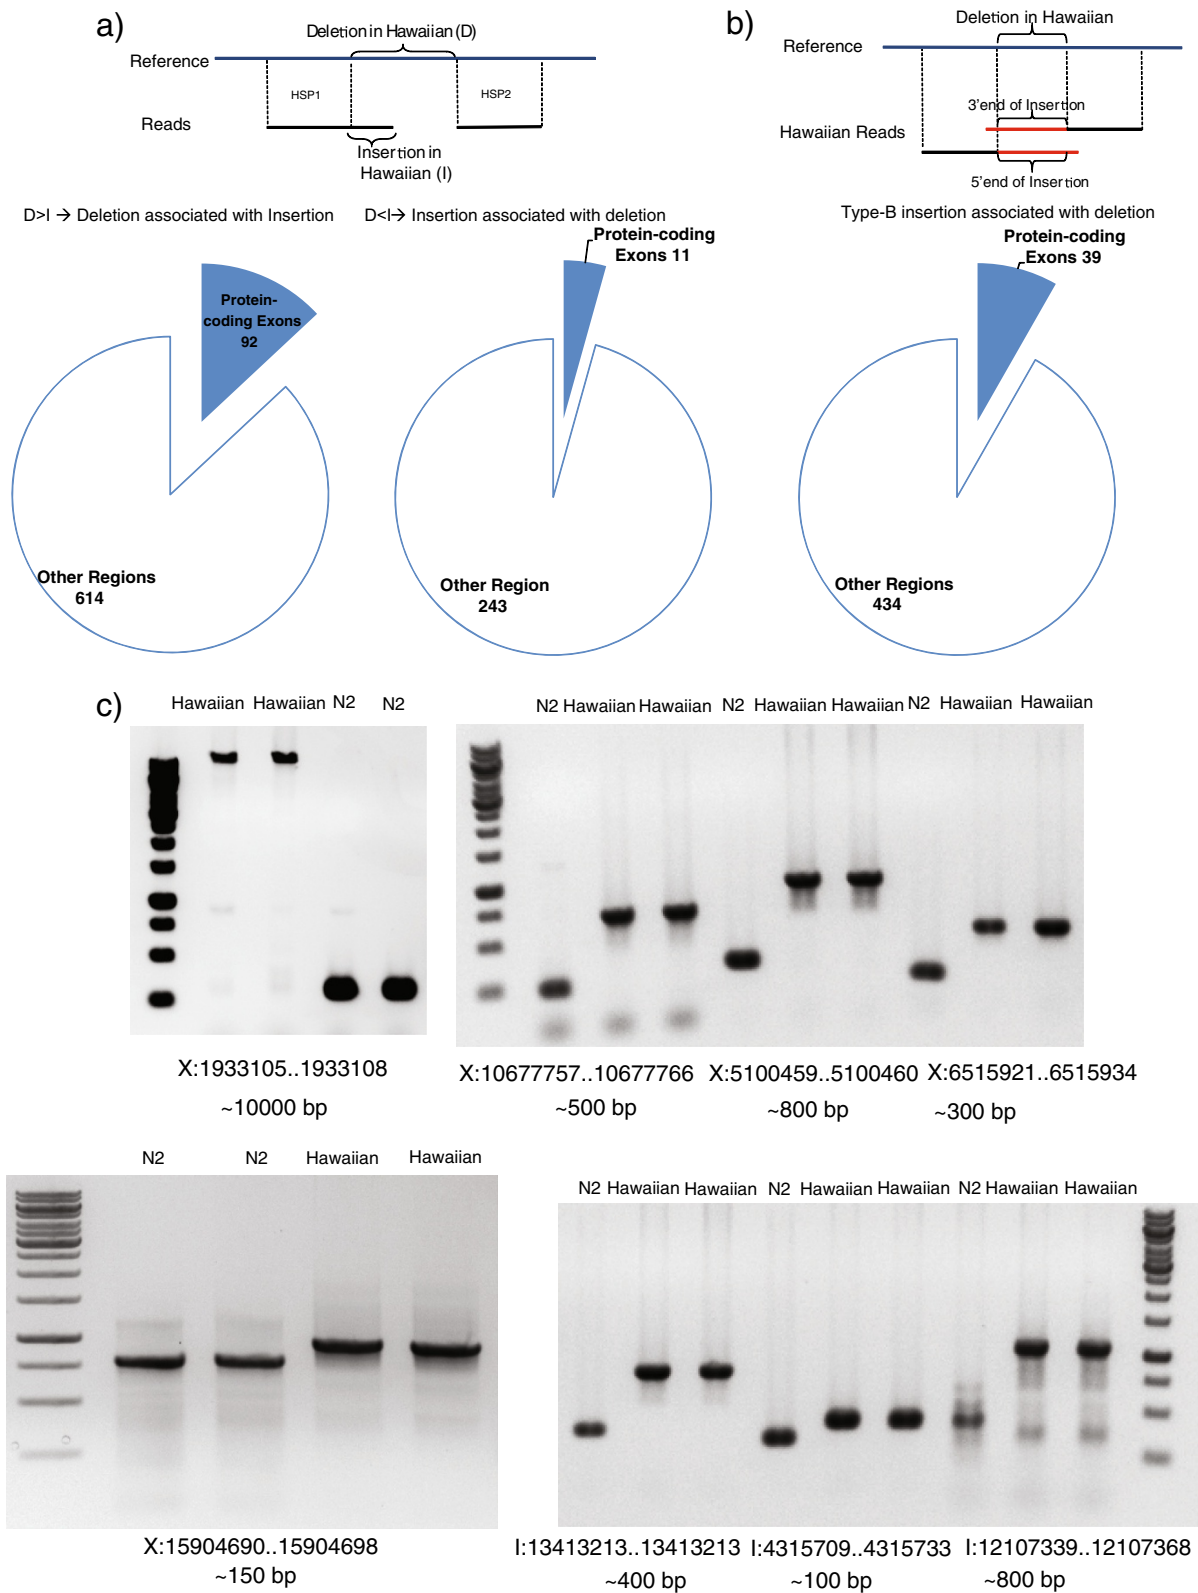 a)
Deletion in Hawaiian (D)
Reference
HSP1
HSP2
Reads
Insertion in
Hawaiian (I)
b)
Deletion in Hawaiian
Reference
3'end of Insertion
Hawaiian Reads
5'end of Insertion
D>I → Deletion associated with Insertion
D<I→ Insertion associated with deletion
Type-B insertion associated with deletion
Protein-
coding Exons
92
Other Regions
614
Protein-coding
Exons 11
Other Region
243
Protein-coding
Exons 39
Other Regions
434
c)
Hawaiian Hawaiian N2 N2
N2 Hawaiian Hawaiian N2 Hawaiian Hawaiian N2 Hawaiian Hawaiian
X:1933105..1933108
~10000 bp
X:10677757..10677766 X:5100459..5100460 X:6515921..6515934
~500 bp ~800 bp ~300 bp
N2 N2 Hawaiian Hawaiian
N2 Hawaiian Hawaiian N2 Hawaiian Hawaiian N2 Hawaiian Hawaiian
X:15904690..15904698
~150 bp
I:13413213..13413213 I:4315709..4315733 I:12107339..12107368
~400 bp ~100 bp ~800 bp